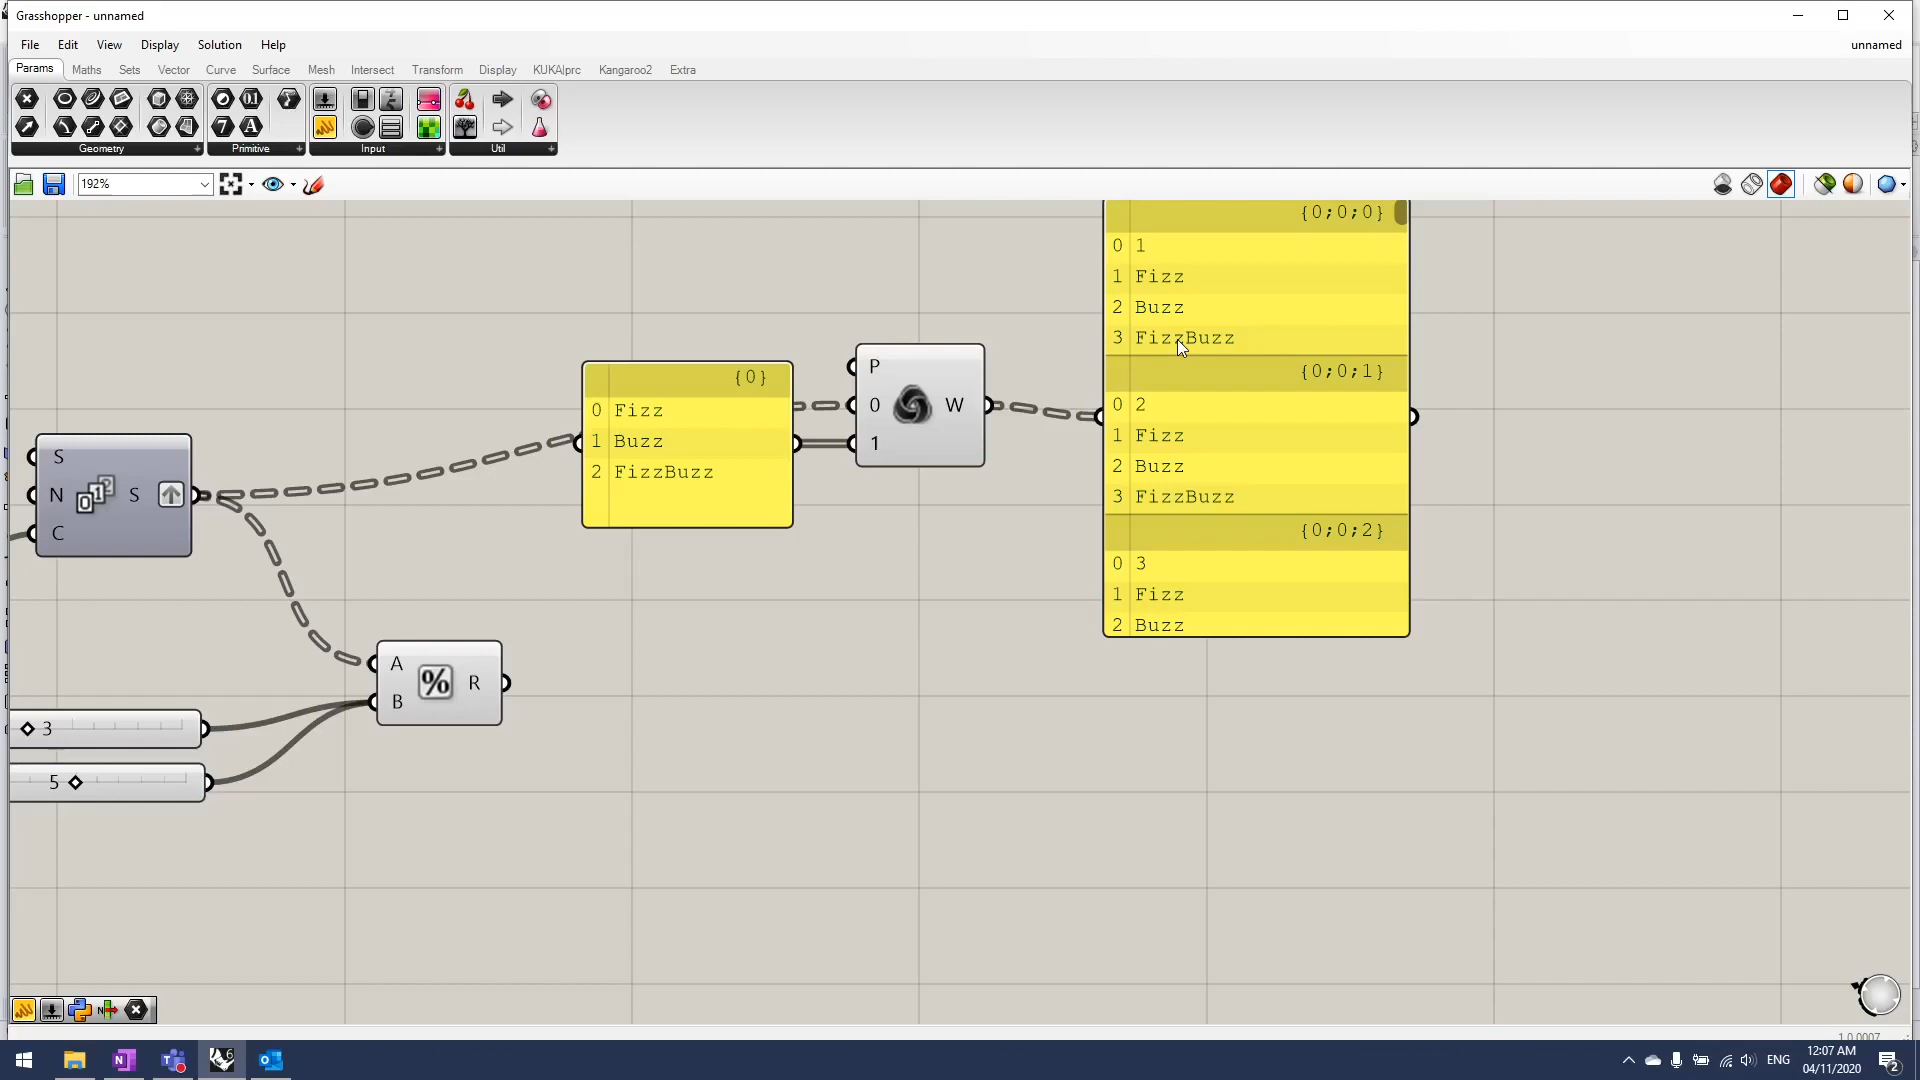 Grasshopper - unnamed
File Edit View Display Solution Help unnamed
Params Maths Sets Vector Curve Surface Mesh Intersect Transform Display KUKA|prc Kangaroo2 Extra
Geometry Primitive Input Util
192%
{0;0;0}
0 1
1 Fizz
2 Buzz
3 FizzBuzz
{0;0;1}
0 2
1 Fizz
2 Buzz
3 FizzBuzz
{0;0;2}
0 3
1 Fizz
2 Buzz
{0}
0 Fizz
1 Buzz
2 FizzBuzz
P
0 W
1
S
N S
C
A
R
B
3
5
1.0.0007
ENG
12:07 AM
04/11/2020
2